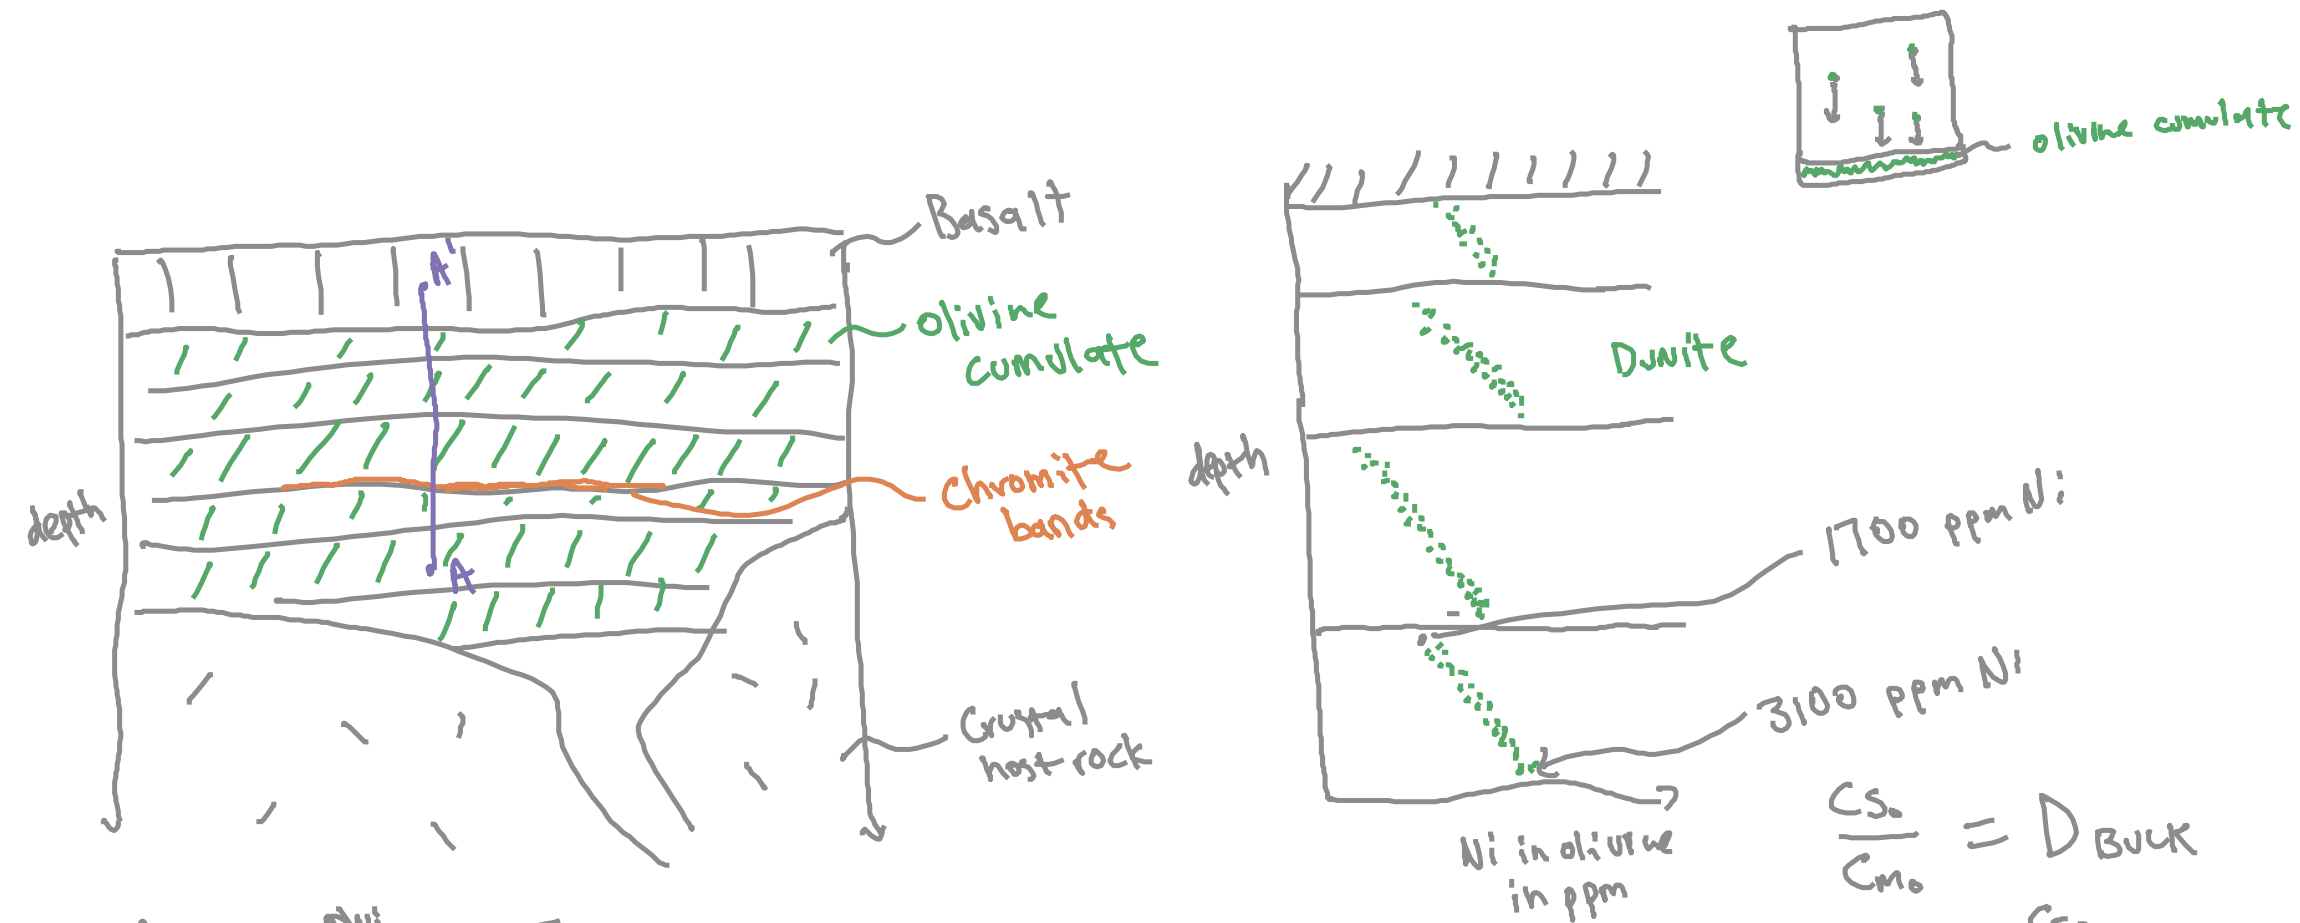 Basalt
A'
olivine
cumulate
Chromite
bands
depth
A
Crustal
host rock
olivine cumulate
Dunite
depth
1700 ppm Ni
3100 ppm Ni
Ni in olivine
in ppm
Cs₀
Cm₀
= D BULK